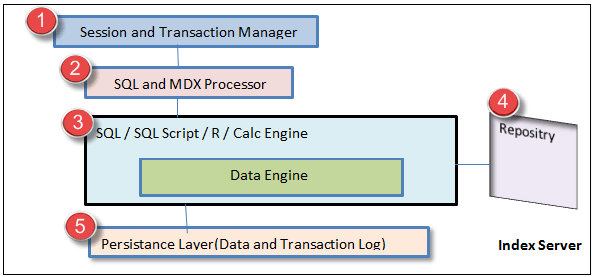 1
Session and Transaction Manager
2
SQL and MDX Processor
3
SQL / SQL Script / R / Calc Engine
Data Engine
4
Repositry
5
Persistance Layer(Data and Transaction Log)
Index Server